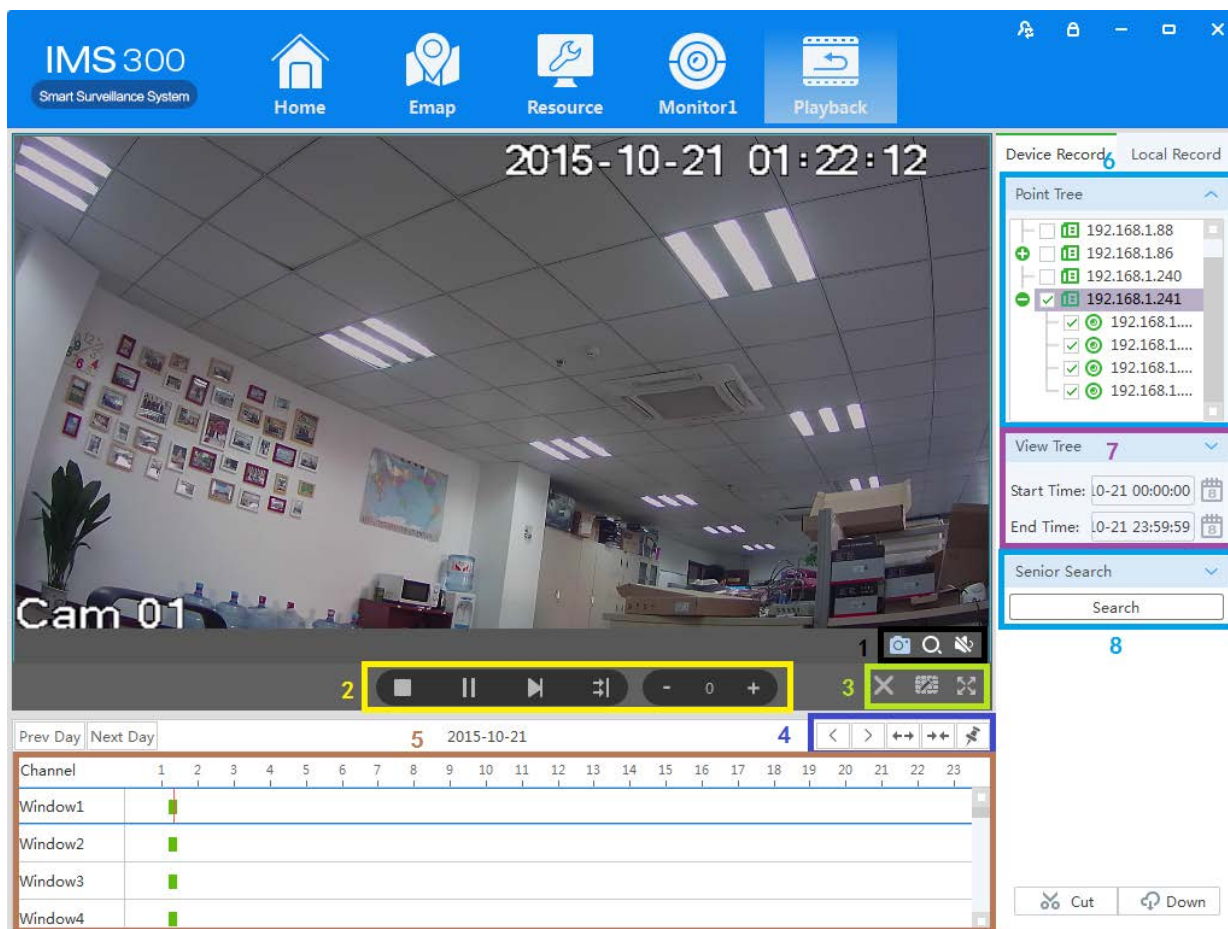 IMS 300
Smart Surveillance System
Home
Emap
Resource
Monitor1
Playback
2015-10-21 01:22:12
Cam 01
1
2
- 0 +
3
Device Record
Local Record
6
Point Tree
192.168.1.88
192.168.1.86
192.168.1.240
192.168.1.241
192.168.1....
192.168.1....
192.168.1....
192.168.1....
View Tree
7
Start Time: .0-21 00:00:00
End Time: .0-21 23:59:59
Senior Search
Search
8
Prev Day Next Day
5
2015-10-21
4
Channel 1 2 3 4 5 6 7 8 9 10 11 12 13 14 15 16 17 18 19 20 21 22 23
Window1
Window2
Window3
Window4
Cut
Down